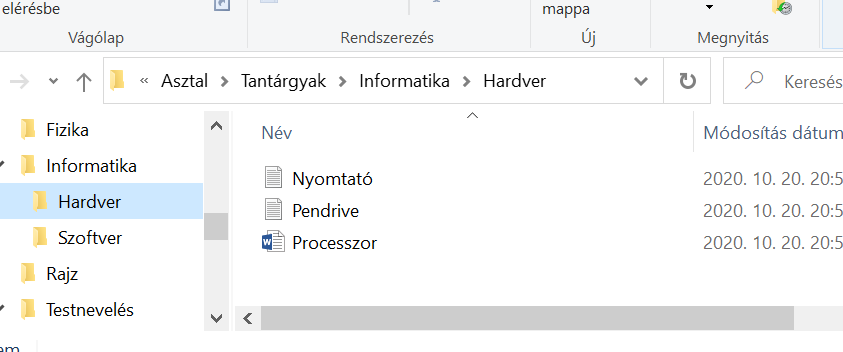 elérésbe
mappa
Vágólap Rendszerezés Új Megnyitás
« Asztal Tantárgyak Informatika Hardver
Keresés
Fizika
Informatika
Hardver
Szoftver
Rajz
Testnevelés
Név Módosítás dátum
Nyomtató 2020. 10. 20. 20:5
Pendrive 2020. 10. 20. 20:5
Processzor 2020. 10. 20. 20:5